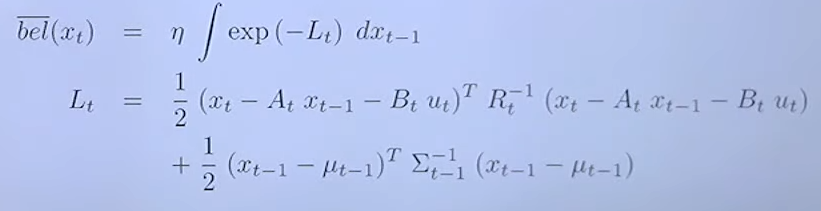 $\overline{bel}(x_t) = \eta \int \exp(-L_t) \, dx_{t-1}$
$L_t = \frac{1}{2} (x_t - A_t \, x_{t-1} - B_t \, u_t)^T \, R_t^{-1} \, (x_t - A_t \, x_{t-1} - B_t \, u_t)$
$+ \frac{1}{2} (x_{t-1} - \mu_{t-1})^T \, \Sigma_{t-1}^{-1} \, (x_{t-1} - \mu_{t-1})$